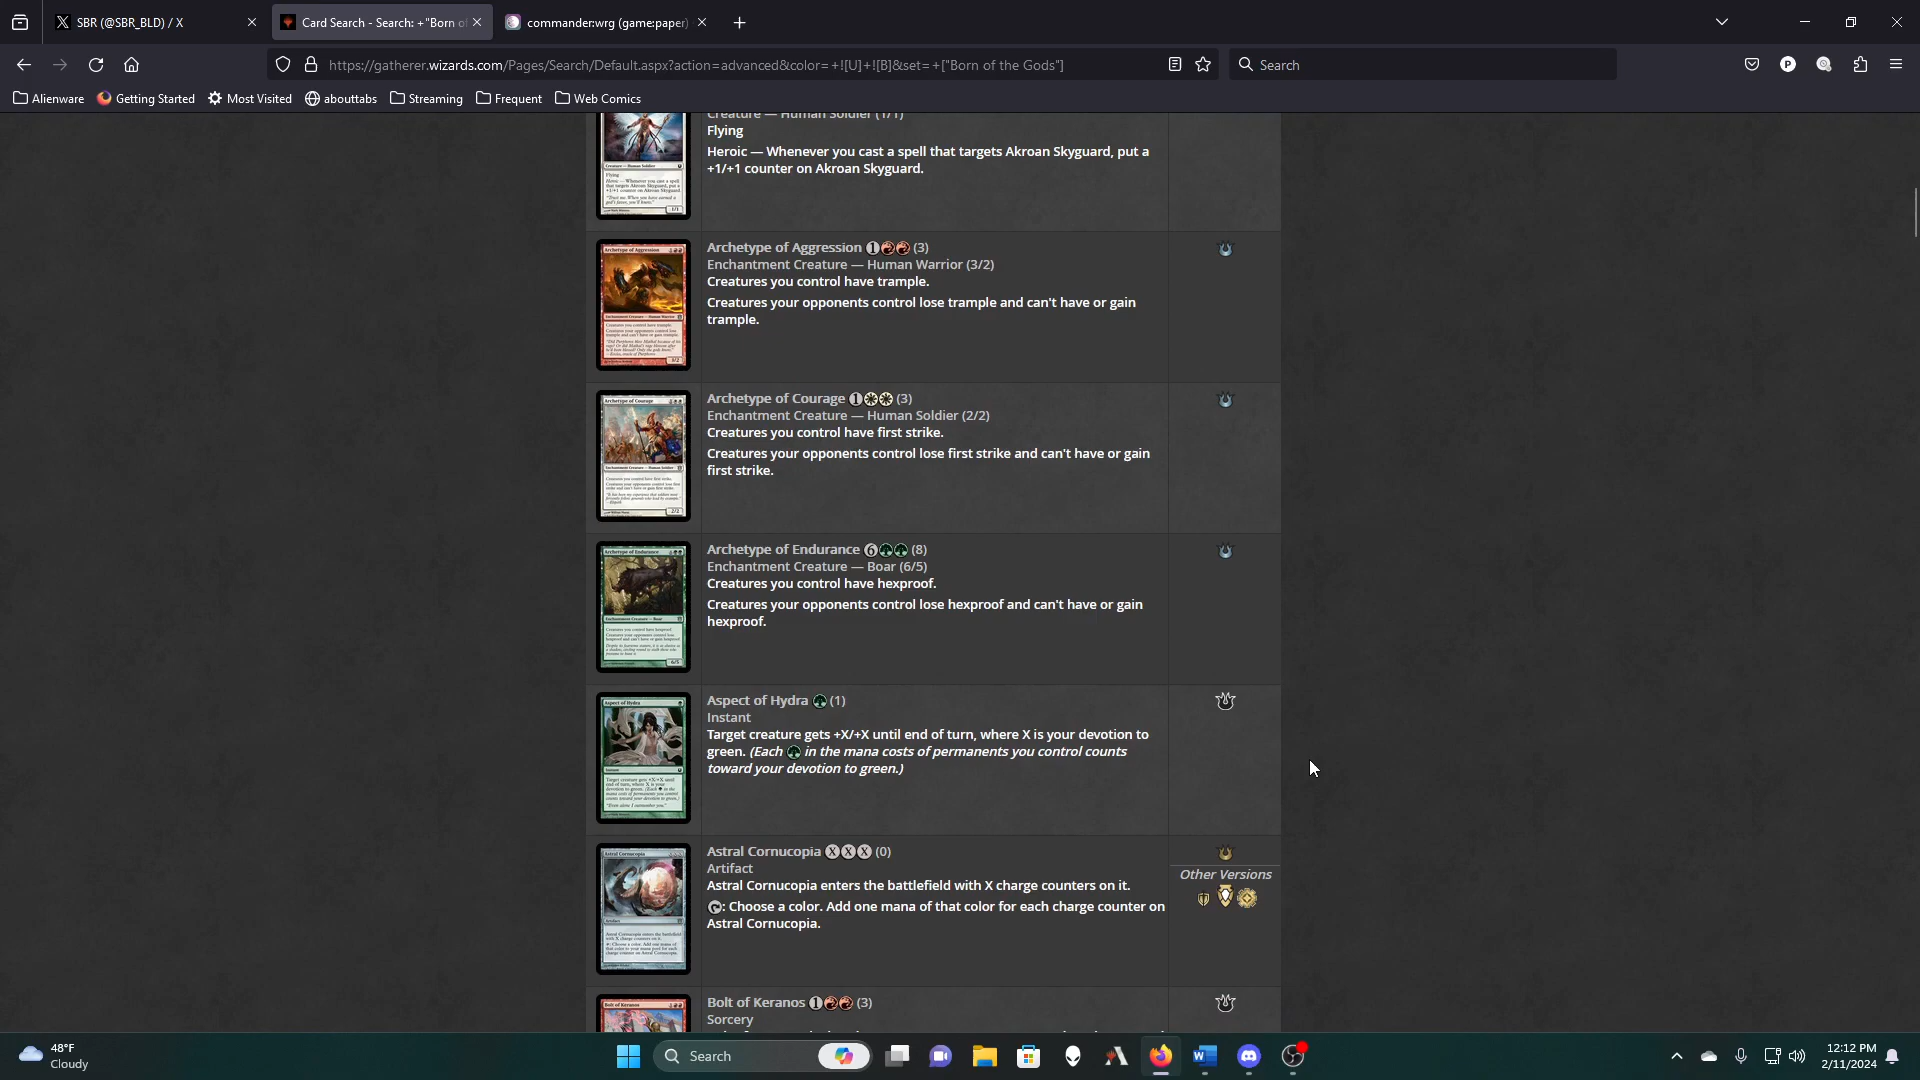 SBR (@SBR_BLD) / X
Card Search - Search: +"Born of
commander:wrg (game:paper)
https://gatherer.wizards.com/Pages/Search/Default.aspx?action=advanced&color=+![U]+![B]&set=+["Born of the Gods"]
Search
Alienware
Getting Started
Most Visited
abouttabs
Streaming
Frequent
Web Comics
Creature — Human Soldier (1/1)
Flying
Heroic — Whenever you cast a spell that targets Akroan Skyguard, put a
+1/+1 counter on Akroan Skyguard.
Archetype of Aggression 1 (3)
Enchantment Creature — Human Warrior (3/2)
Creatures you control have trample.
Creatures your opponents control lose trample and can't have or gain
trample.
Archetype of Courage 1 (3)
Enchantment Creature — Human Soldier (2/2)
Creatures you control have first strike.
Creatures your opponents control lose first strike and can't have or gain
first strike.
Archetype of Endurance 6 (8)
Enchantment Creature — Boar (6/5)
Creatures you control have hexproof.
Creatures your opponents control lose hexproof and can't have or gain
hexproof.
Aspect of Hydra (1)
Instant
Target creature gets +X/+X until end of turn, where X is your devotion to
green. (Each in the mana costs of permanents you control counts
toward your devotion to green.)
Astral Cornucopia X X X (0)
Artifact
Astral Cornucopia enters the battlefield with X charge counters on it.
: Choose a color. Add one mana of that color for each charge counter on
Astral Cornucopia.
Other Versions
Bolt of Keranos 1 (3)
Sorcery
48°F
Cloudy
Search
12:12 PM
2/11/2024